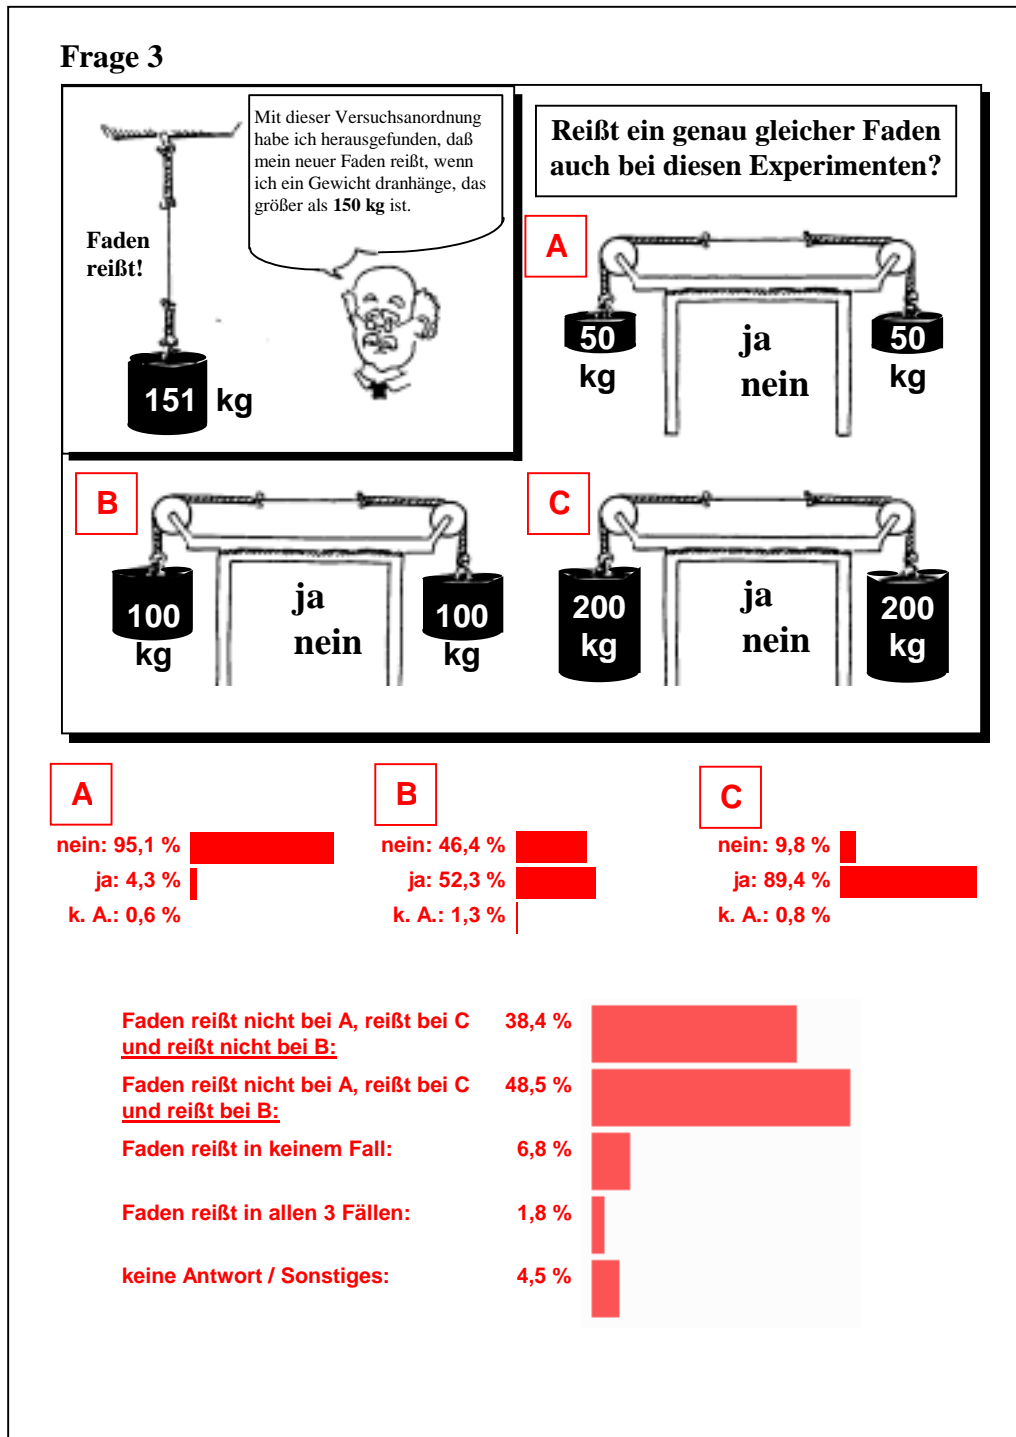 Frage 3
Mit dieser Versuchsanordnung
habe ich herausgefunden, daß
mein neuer Faden reißt, wenn
ich ein Gewicht dranhänge, das
größer als 150 kg ist.
Faden
reißt!
151 kg
Reißt ein genau gleicher Faden
auch bei diesen Experimenten?
A
50
kg
ja
nein
50
kg
B
100
kg
ja
nein
100
kg
C
200
kg
ja
nein
200
kg
A
nein: 95,1 %
ja: 4,3 %
k. A.: 0,6 %
B
nein: 46,4 %
ja: 52,3 %
k. A.: 1,3 %
C
nein: 9,8 %
ja: 89,4 %
k. A.: 0,8 %
Faden reißt nicht bei A, reißt bei C 38,4 %
und reißt nicht bei B:
Faden reißt nicht bei A, reißt bei C 48,5 %
und reißt bei B:
Faden reißt in keinem Fall: 6,8 %
Faden reißt in allen 3 Fällen: 1,8 %
keine Antwort / Sonstiges: 4,5 %